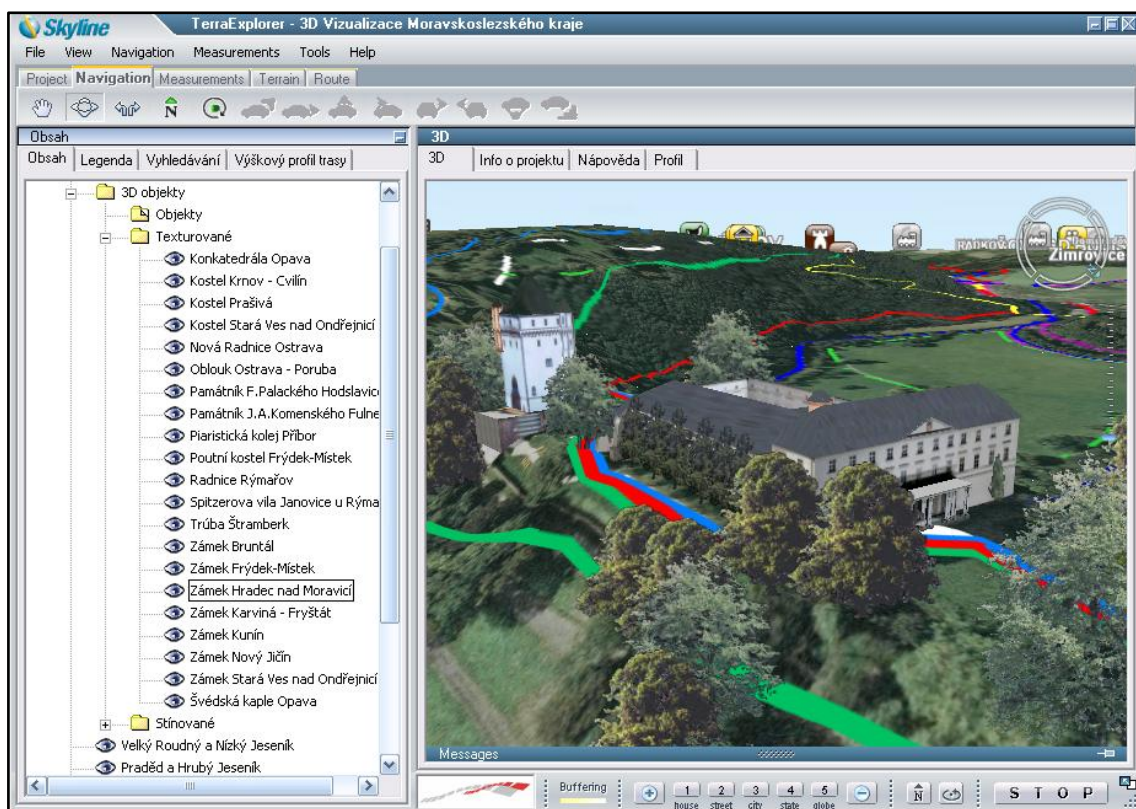 Skyline
TerraExplorer - 3D Vizualizace Moravskoslezského kraje
File View Navigation Measurements Tools Help
Project Navigation Measurements Terrain Route
N
Obsah
Obsah Legenda Vyhledávání Výškový profil trasy
3D objekty
Objekty
Texturované
Konkatedrála Opava
Kostel Krnov - Cvilín
Kostel Prašivá
Kostel Stará Ves nad Ondřejnicí
Nová Radnice Ostrava
Oblouk Ostrava - Poruba
Památník F.Palackého Hodslavic
Památník J.A.Komenského Fulne
Piaristická kolej Příbor
Poutní kostel Frýdek-Místek
Radnice Rýmařov
Spitzerova vila Janovice u Rýma
Trúba Štramberk
Zámek Bruntál
Zámek Frýdek-Místek
Zámek Hradec nad Moravicí
Zámek Karviná - Fryštát
Zámek Kunín
Zámek Nový Jičín
Zámek Stará Ves nad Ondřejnicí
Švédská kaple Opava
Stínované
Velký Roudný a Nízký Jeseník
Praděd a Hrubý Jeseník
3D
3D Info o projektu Nápověda Profil
Zimrovice
Messages
Buffering
1 2 3 4 5
house street city state globe
N
STOP